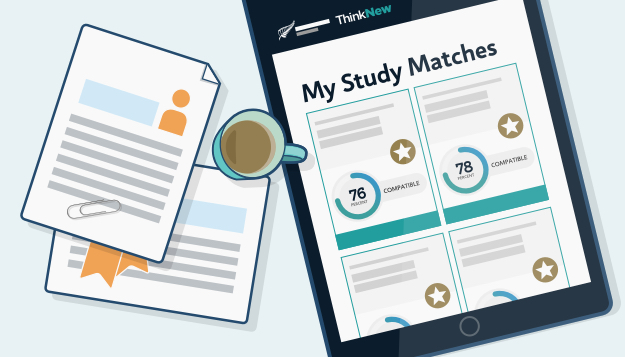 ThinkNew
My Study Matches
76
PERCENT
COMPATIBLE
78
PERCENT
COMPATIBLE